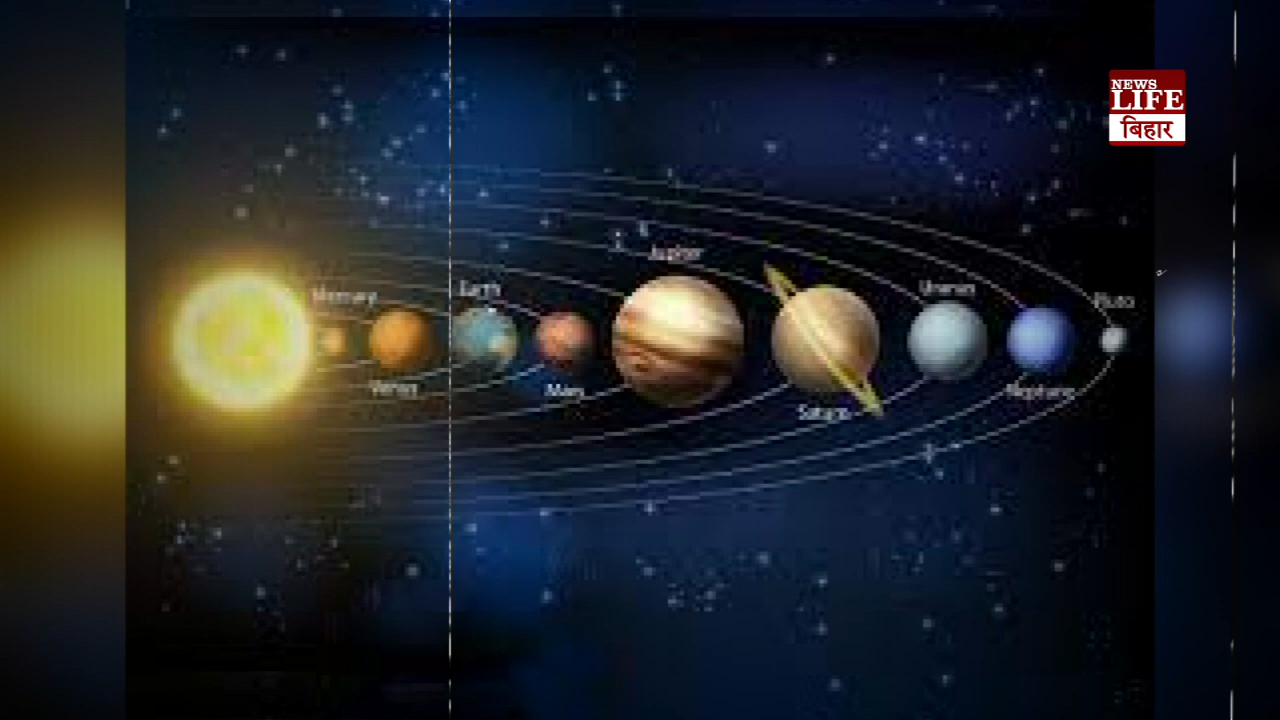 NEWS
LIFE
बिहार
Mercury
Earth
Jupiter
Uranus
Pluto
Venus
Mars
Saturn
Neptune